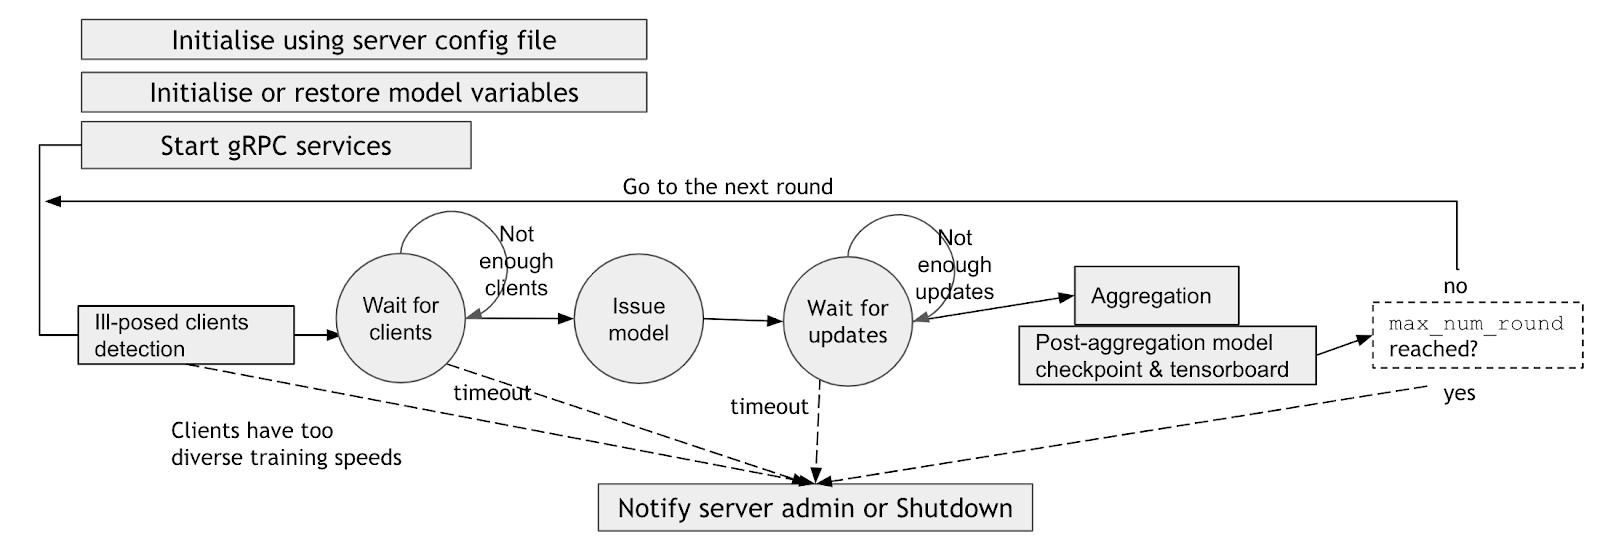 Initialise using server config file
Initialise or restore model variables
Start gRPC services
Go to the next round
Not
enough
clients
Not
enough
updates
Ill-posed clients
detection
Wait for
clients
Issue
model
Wait for
updates
Aggregation
Post-aggregation model
checkpoint & tensorboard
no
max_num_round
reached?
yes
timeout
timeout
Clients have too
diverse training speeds
Notify server admin or Shutdown